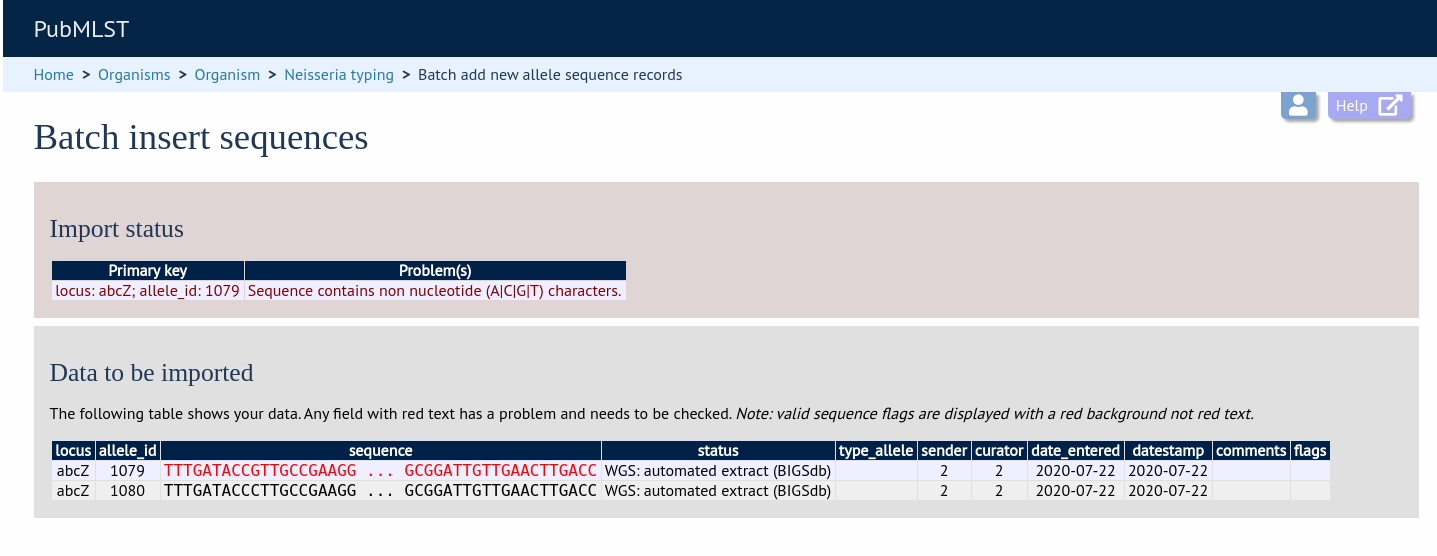 PubMLST
Home > Organisms > Organism > Neisseria typing > Batch add new allele sequence records
Help
Batch insert sequences
Import status
Primary key Problem(s)
locus: abcZ; allele_id: 1079 Sequence contains non nucleotide (A|C|G|T) characters.
Data to be imported
The following table shows your data. Any field with red text has a problem and needs to be checked. Note: valid sequence flags are displayed with a red background not red text.
locus allele_id sequence status type_allele sender curator date_entered datestamp comments flags
abcZ 1079 TTTGATACCGTTGCCGAAGG ... GCGGATTGTTGAACTTGACC WGS: automated extract (BIGSdb) 2 2 2020-07-22 2020-07-22
abcZ 1080 TTTGATACCCTTGCCGAAGG ... GCGGATTGTTGAACTTGACC WGS: automated extract (BIGSdb) 2 2 2020-07-22 2020-07-22